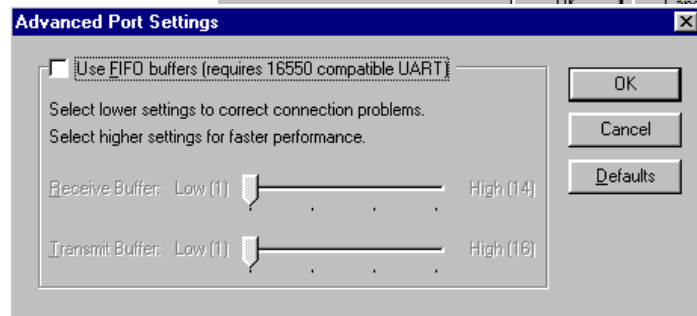 Advanced Port Settings
Use FIFO buffers (requires 16550 compatible UART)
OK
Select lower settings to correct connection problems.
Select higher settings for faster performance.
Cancel
Defaults
Receive Buffer: Low (1) High (14)
Transmit Buffer: Low (1) High (16)